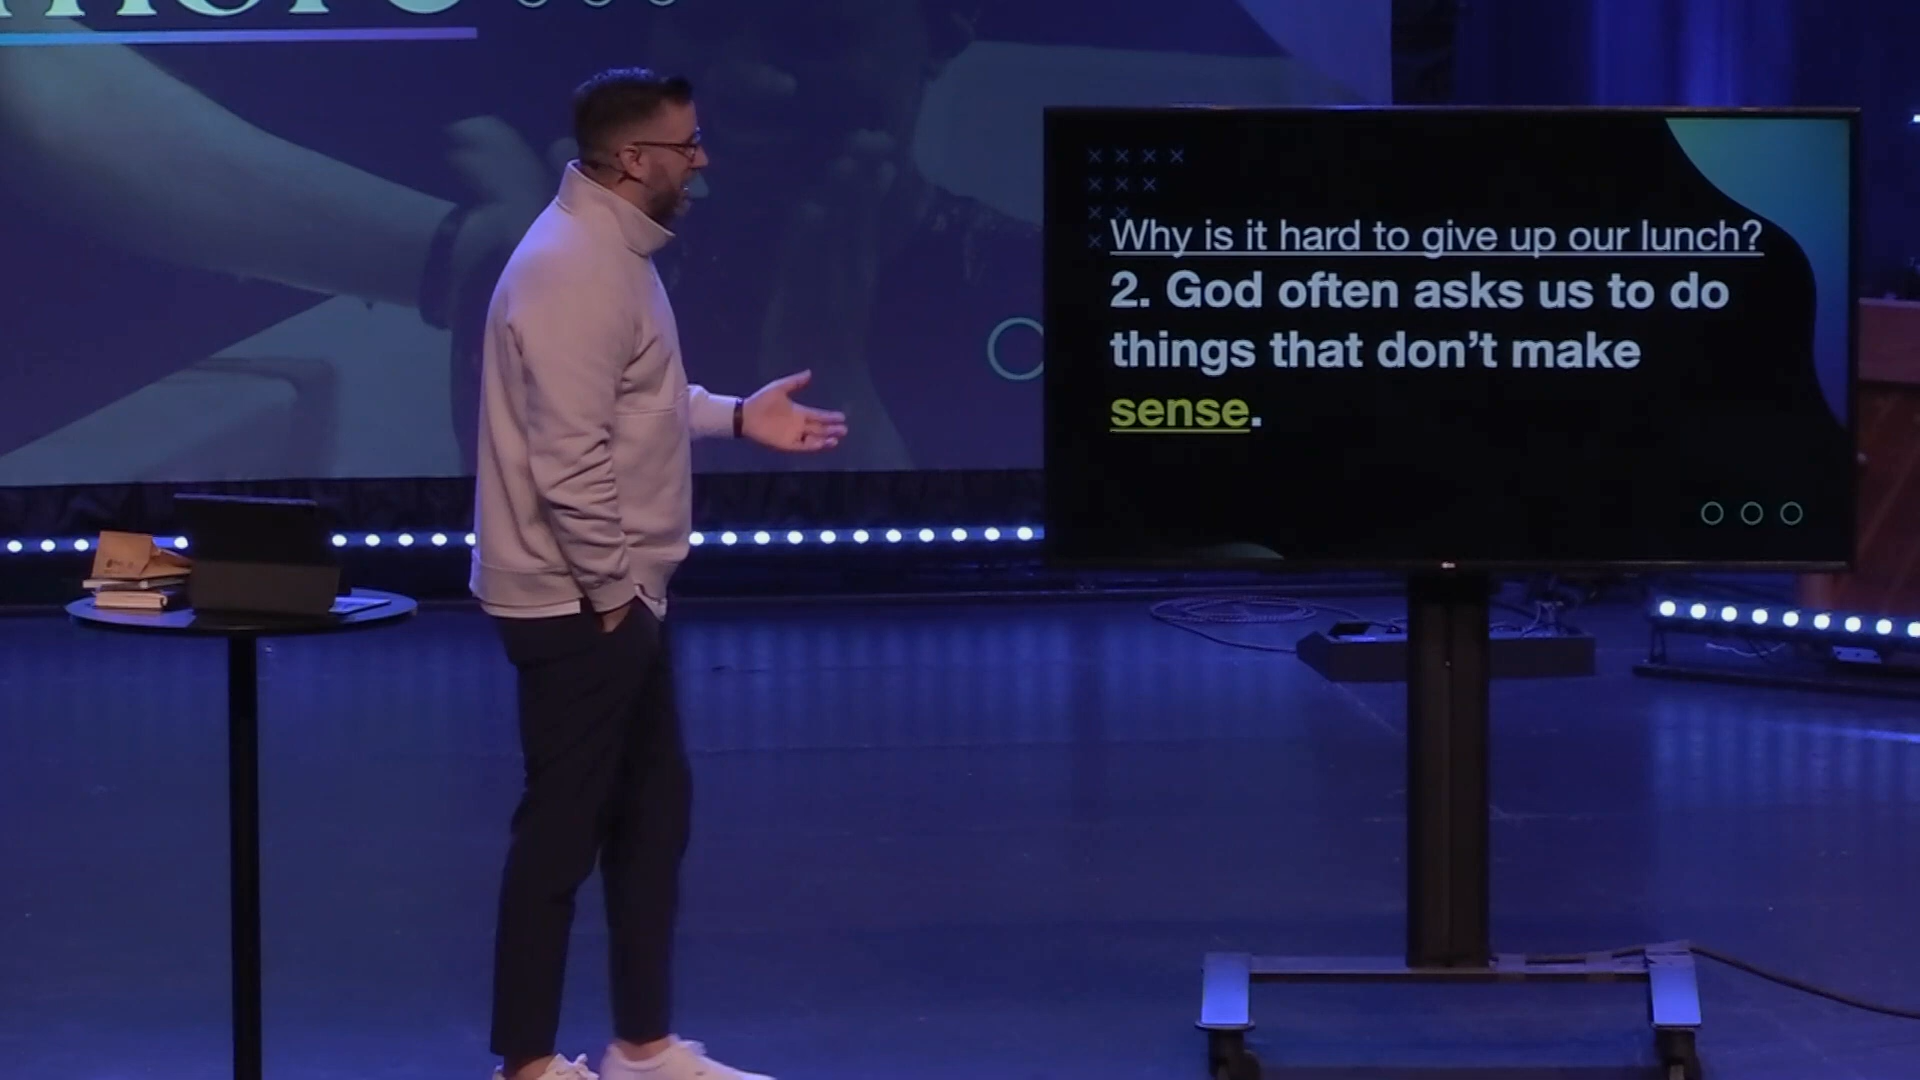 Why is it hard to give up our lunch?
2. God often asks us to do
things that don't make
sense.